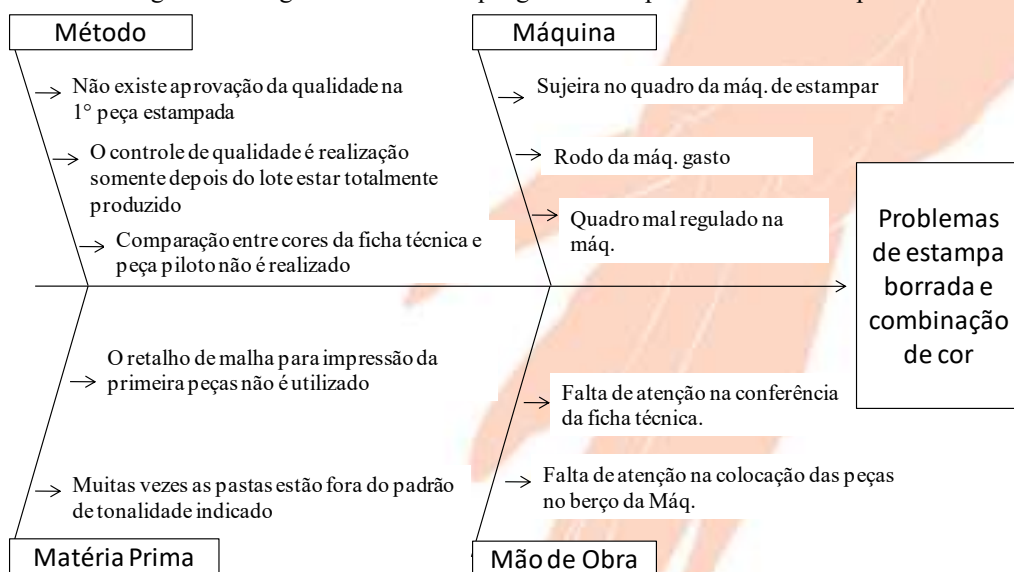 Método
Máquina
Não existe aprovação da qualidade na
1° peça estampada
O controle de qualidade é realização
somente depois do lote estar totalmente
produzido
Comparação entre cores da ficha técnica e
peça piloto não é realizado
Sujeira no quadro da máq. de estampar
Rodo da máq. gasto
Quadro mal regulado na
máq.
Problemas
de estampa
borrada e
combinação
de cor
O retalho de malha para impressão da
primeira peças não é utilizado
Muitas vezes as pastas estão fora do padrão
de tonalidade indicado
Falta de atenção na conferência
da ficha técnica.
Falta de atenção na colocação das peças
no berço da Máq.
Matéria Prima
Mão de Obra